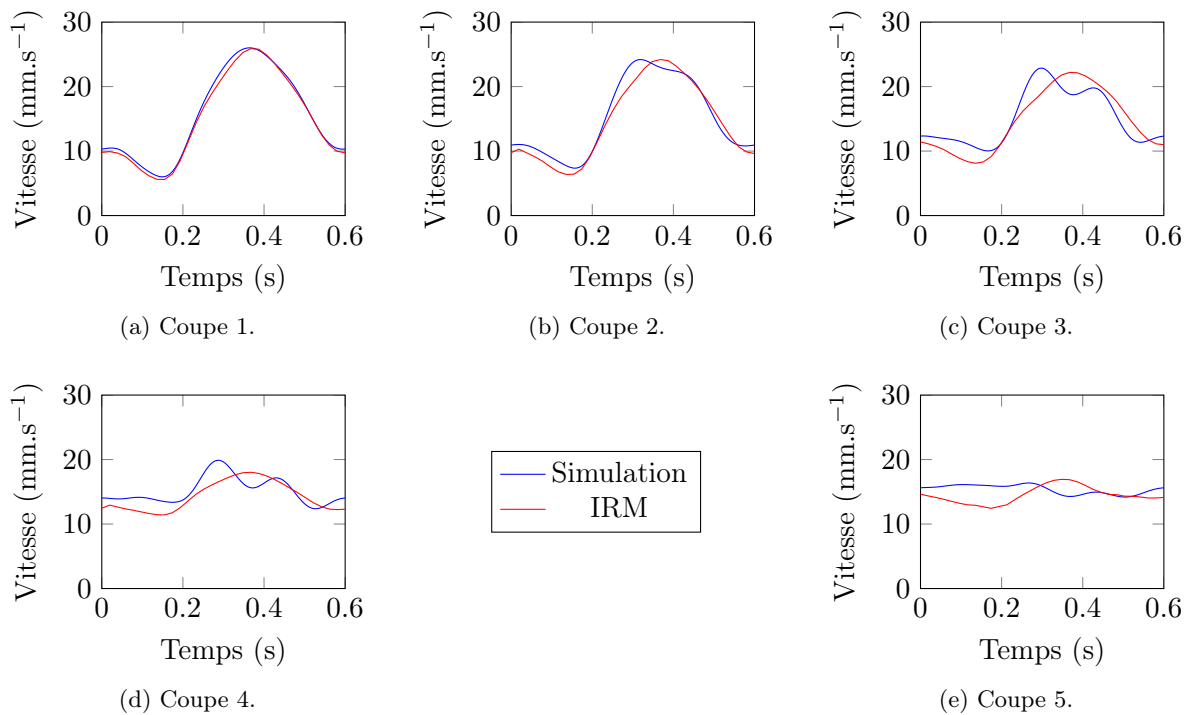 30
20
10
0
0
0.2
0.4
0.6
Vitesse (mm.s−1)
Temps (s)
(a) Coupe 1.
30
20
10
0
0
0.2
0.4
0.6
Vitesse (mm.s−1)
Temps (s)
(b) Coupe 2.
30
20
10
0
0
0.2
0.4
0.6
Vitesse (mm.s−1)
Temps (s)
(c) Coupe 3.
30
20
10
0
0
0.2
0.4
0.6
Vitesse (mm.s−1)
Temps (s)
(d) Coupe 4.
Simulation
IRM
30
20
10
0
0
0.2
0.4
0.6
Vitesse (mm.s−1)
Temps (s)
(e) Coupe 5.